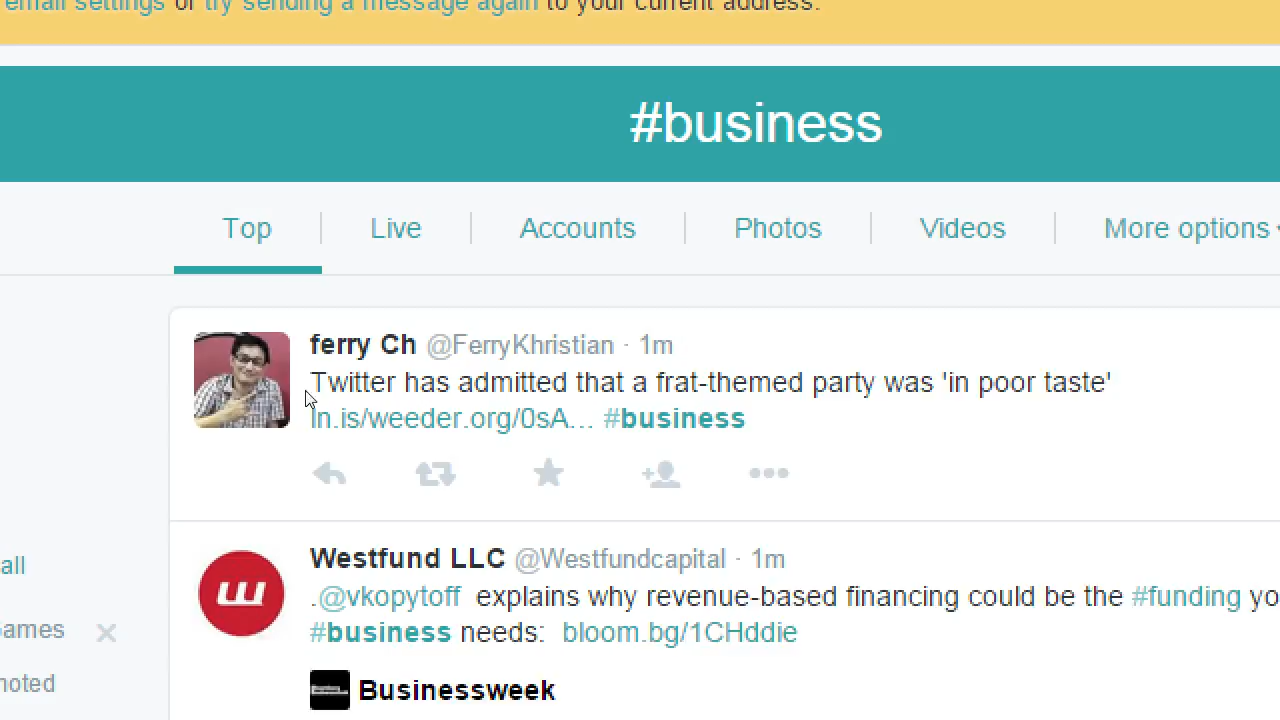 email settings or try sending a message again to your current address.
#business
Top Live Accounts Photos Videos More options
ferry Ch @FerryKhristian · 1m
Twitter has admitted that a frat-themed party was 'in poor taste'
ln.is/weeder.org/0sA... #business
Westfund LLC @Westfundcapital · 1m
.@vkopytoff explains why revenue-based financing could be the #funding yo
#business needs: bloom.bg/1CHddie
all
Games
moted
Businessweek